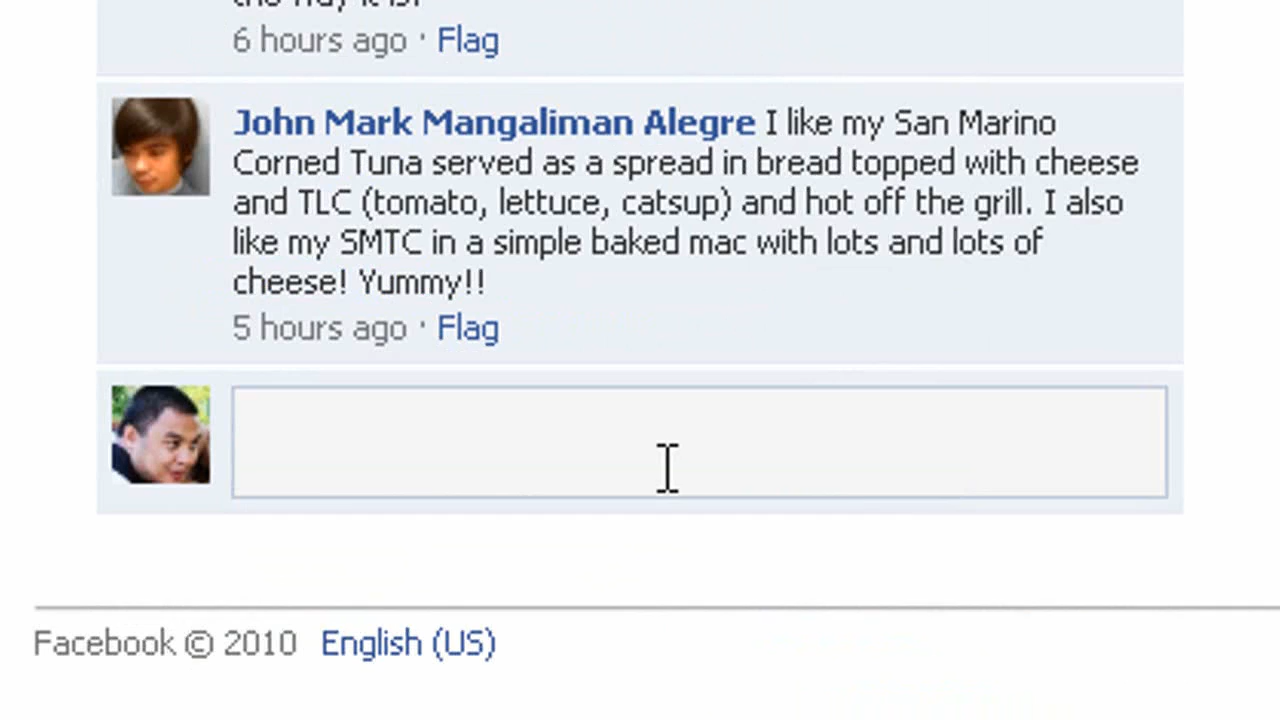 6 hours ago · Flag
John Mark Mangaliman Alegre I like my San Marino
Corned Tuna served as a spread in bread topped with cheese
and TLC (tomato, lettuce, catsup) and hot off the grill. I also
like my SMTC in a simple baked mac with lots and lots of
cheese! Yummy!!
5 hours ago · Flag
Facebook © 2010 English (US)